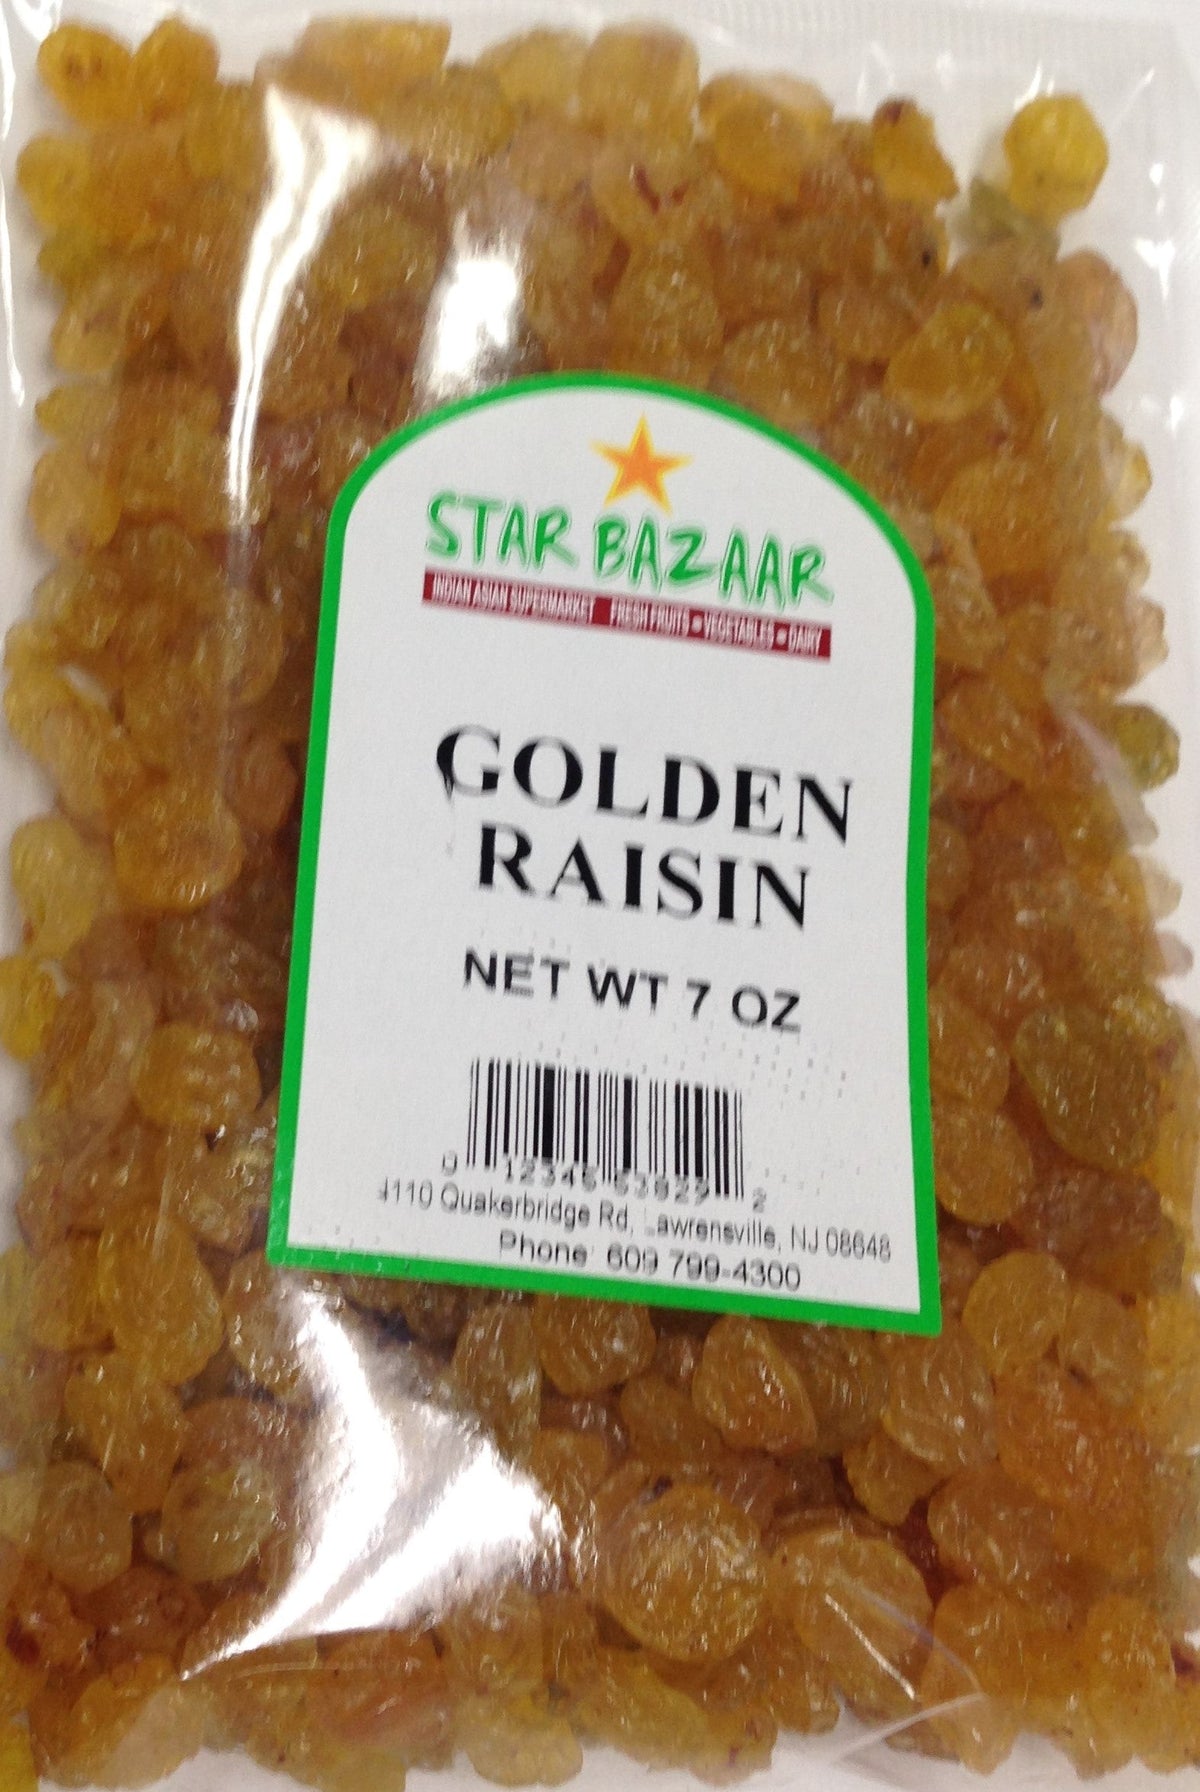 STAR BAZAAR
INDIAN ASIAN SUPERMARKET FRESH FRUITS • VEGETABLES • DAIRY
GOLDEN
RAISIN
NET WT 7 OZ
0 12345 63829 2
4110 Quakerbridge Rd, Lawrensville, NJ 08648
Phone: 609 799-4300